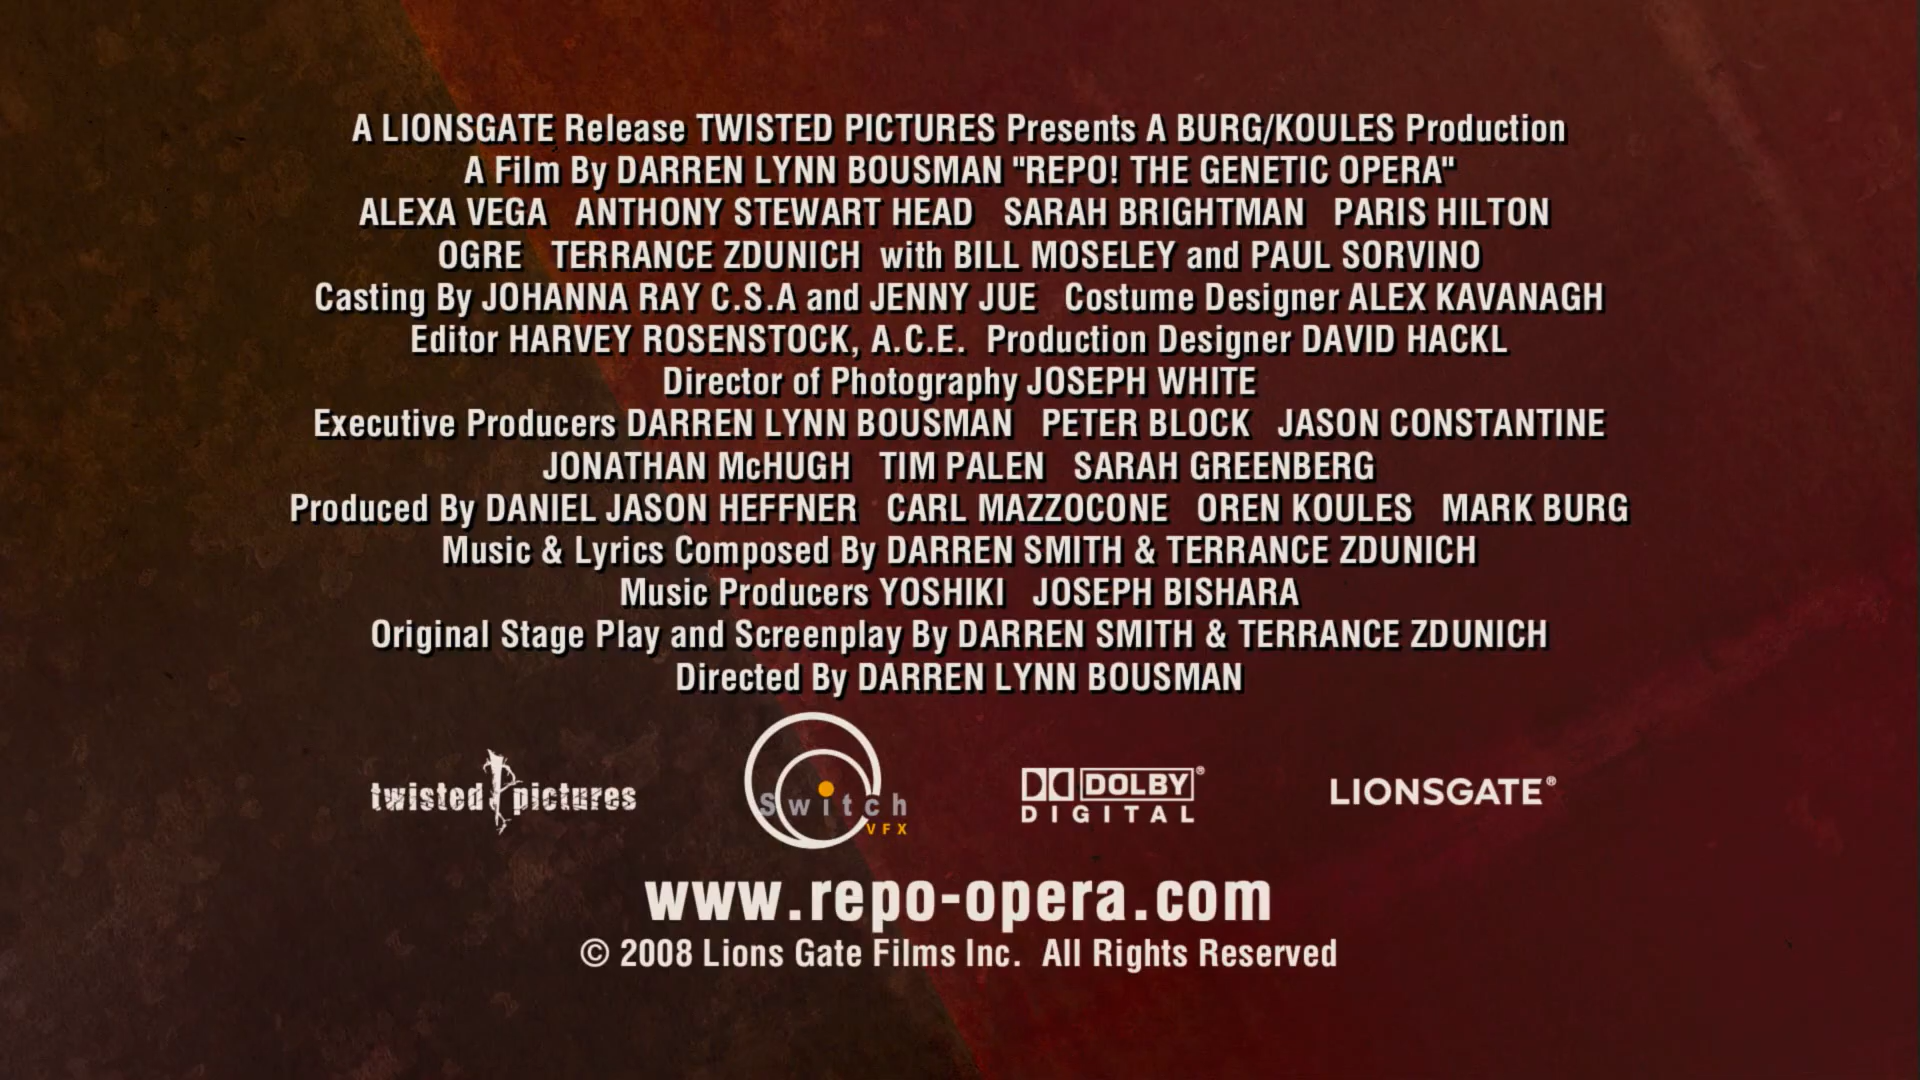 A LIONSGATE Release TWISTED PICTURES Presents A BURG/KOULES Production
A Film By DARREN LYNN BOUSMAN "REPO! THE GENETIC OPERA"
ALEXA VEGA ANTHONY STEWART HEAD SARAH BRIGHTMAN PARIS HILTON
OGRE TERRANCE ZDUNICH with BILL MOSELEY and PAUL SORVINO
Casting By JOHANNA RAY C.S.A and JENNY JUE Costume Designer ALEX KAVANAGH
Editor HARVEY ROSENSTOCK, A.C.E. Production Designer DAVID HACKL
Director of Photography JOSEPH WHITE
Executive Producers DARREN LYNN BOUSMAN PETER BLOCK JASON CONSTANTINE
JONATHAN McHUGH TIM PALEN SARAH GREENBERG
Produced By DANIEL JASON HEFFNER CARL MAZZOCONE OREN KOULES MARK BURG
Music & Lyrics Composed By DARREN SMITH & TERRANCE ZDUNICH
Music Producers YOSHIKI JOSEPH BISHARA
Original Stage Play and Screenplay By DARREN SMITH & TERRANCE ZDUNICH
Directed By DARREN LYNN BOUSMAN
twisted pictures
Switch
VFX
DOLBY®
DIGITAL
LIONSGATE®
www.repo-opera.com
© 2008 Lions Gate Films Inc. All Rights Reserved